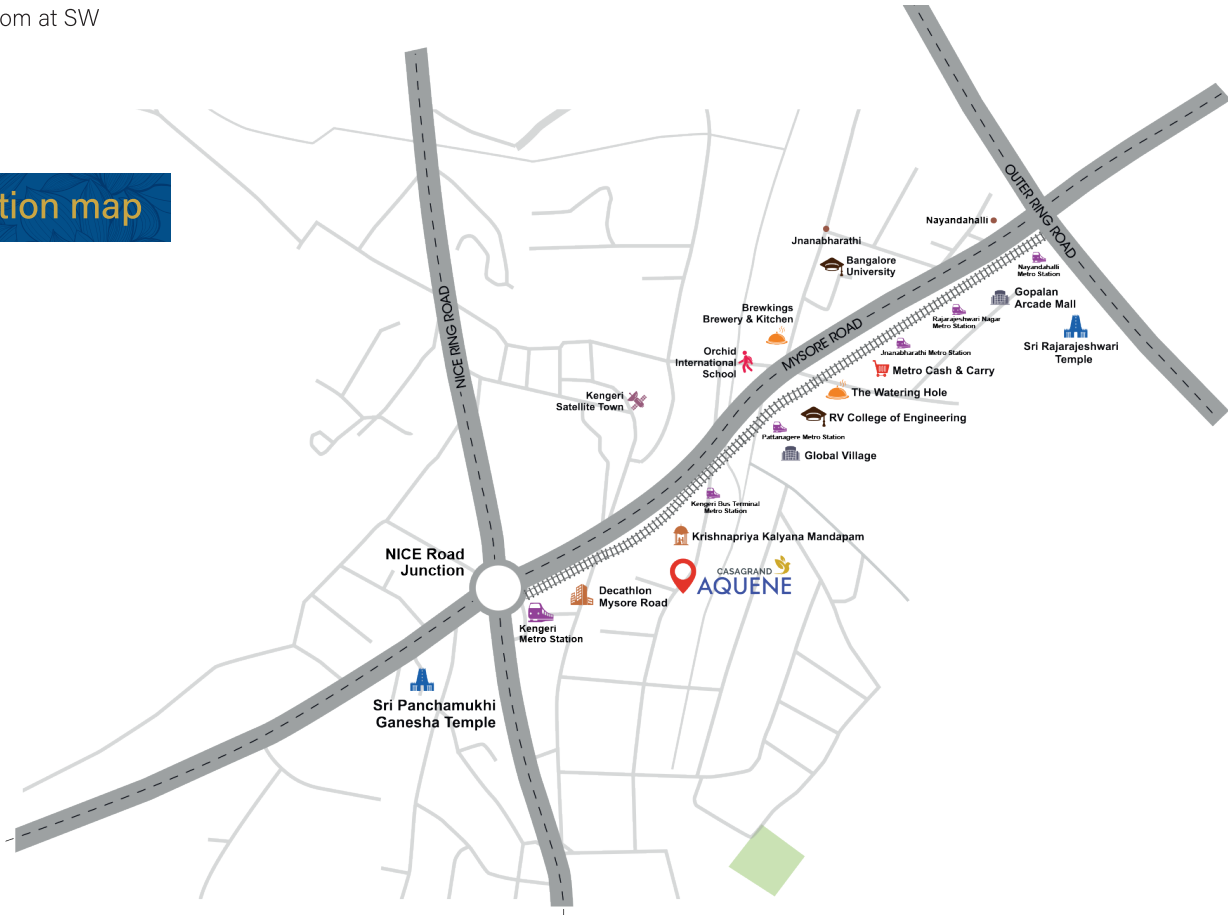 om at SW
tion map
OUTER RING ROAD
Nayandahalli
Jnanabharathi
Bangalore
University
Nayandahalli
Metro Station
Gopalan
Arcade Mall
NICE RING ROAD
Brewkings
Brewery & Kitchen
MYSORE ROAD
Rajarajeshwari Nagar
Metro Station
Sri Rajarajeshwari
Temple
Orchid
International
School
Jnanabharathi Metro Station
Metro Cash & Carry
Kengeri
Satellite Town
The Watering Hole
RV College of Engineering
Pattanagere Metro Station
Global Village
Kengeri Bus Terminal
Metro Station
Krishnapriya Kalyana Mandapam
NICE Road
Junction
CASAGRAND
AQUENE
Decathlon
Mysore Road
Kengeri
Metro Station
Sri Panchamukhi
Ganesha Temple